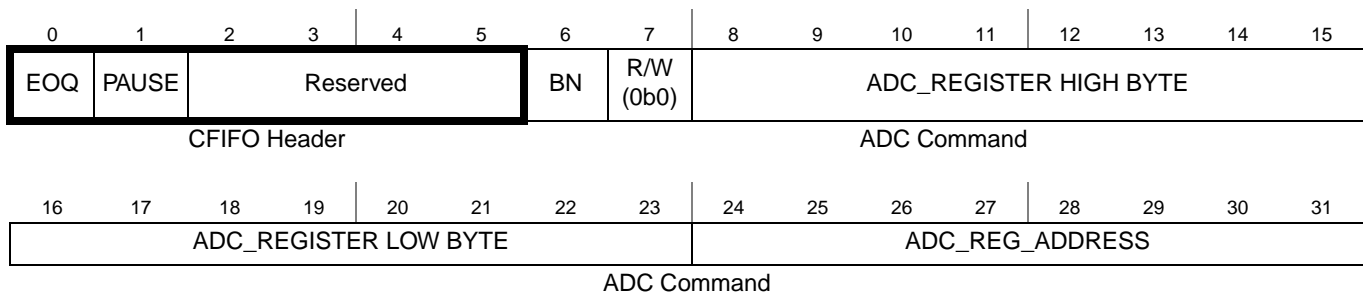 0 1 2 3 4 5 6 7 8 9 10 11 12 13 14 15
EOQ PAUSE Reserved BN R/W (0b0) ADC_REGISTER HIGH BYTE
CFIFO Header ADC Command
16 17 18 19 20 21 22 23 24 25 26 27 28 29 30 31
ADC_REGISTER LOW BYTE ADC_REG_ADDRESS
ADC Command